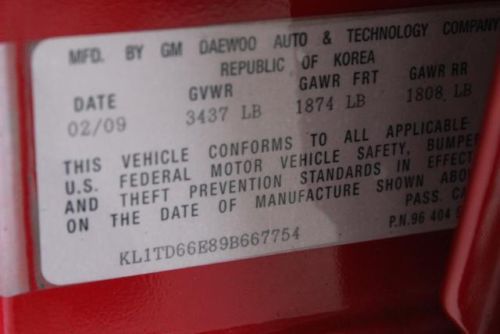 MFD. BY GM DAEWOO AUTO & TECHNOLOGY COMPANY
REPUBLIC OF KOREA
DATE GVWR GAWR FRT GAWR RR
02/09 3437 LB 1874 LB 1808 LB
THIS VEHICLE CONFORMS TO ALL APPLICABLE
U.S. FEDERAL MOTOR VEHICLE SAFETY, BUMPER
AND THEFT PREVENTION STANDARDS IN EFFECT
ON THE DATE OF MANUFACTURE SHOWN
PASS.
KL1TD66E89B667754 P.N.96 404